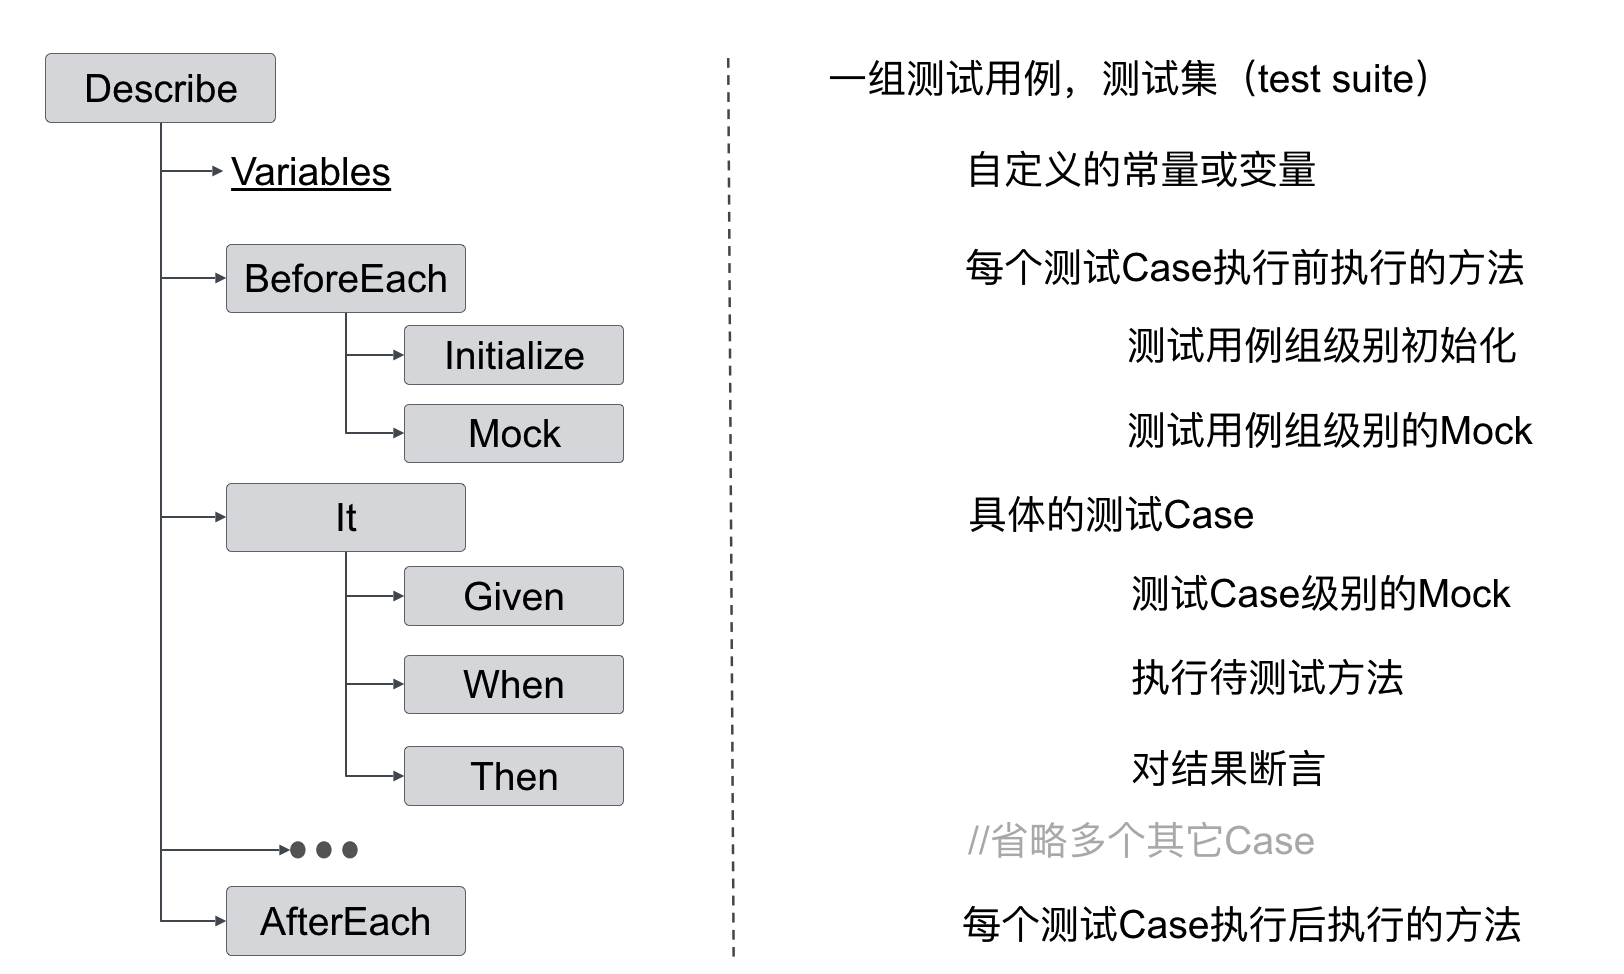 Describe
一组测试用例，测试集（test suite）
Variables
自定义的常量或变量
BeforeEach
每个测试Case执行前执行的方法
Initialize
测试用例组级别初始化
Mock
测试用例组级别的Mock
It
具体的测试Case
Given
测试Case级别的Mock
When
执行待测试方法
Then
对结果断言
//省略多个其它Case
AfterEach
每个测试Case执行后执行的方法